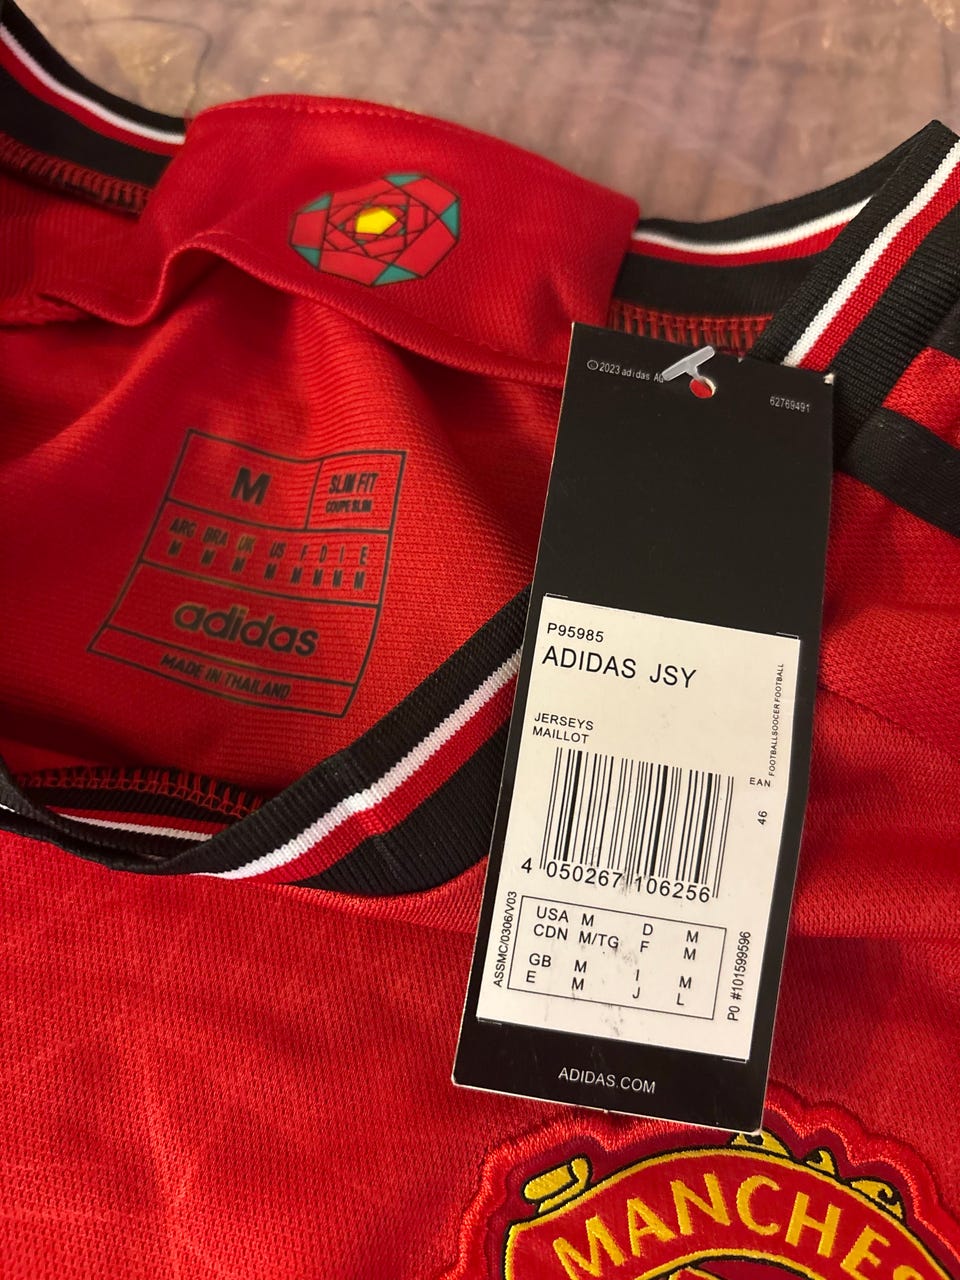 ©2023 adidas AG
62769491
M
SLIM FIT
COUPE SLIM
ARG BRA UK US F D I E
M M M M M M M M
adidas
MADE IN THAILAND
P95985
ADIDAS JSY
JERSEYS
MAILLOT
FOOTBALLSOCCER FOOTBALL
EAN
46
4 050267 106256
ASSMC/0306/V03
USA M D M
CDN M/TG F M
GB M I M
E M J L
PO #101599596
ADIDAS.COM
MANCHES